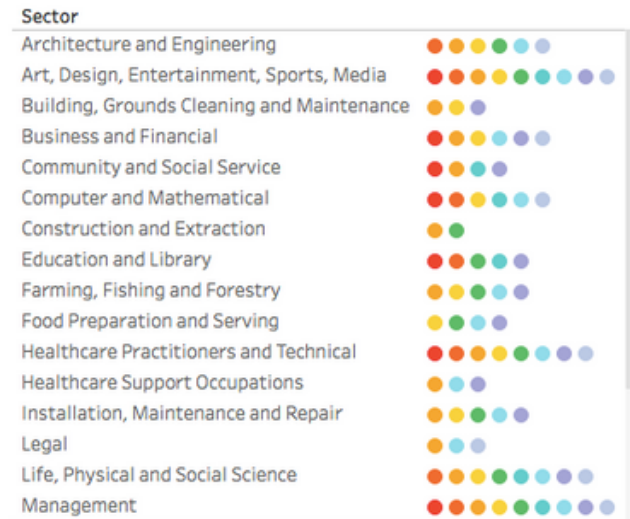 Sector
Architecture and Engineering
Art, Design, Entertainment, Sports, Media
Building, Grounds Cleaning and Maintenance
Business and Financial
Community and Social Service
Computer and Mathematical
Construction and Extraction
Education and Library
Farming, Fishing and Forestry
Food Preparation and Serving
Healthcare Practitioners and Technical
Healthcare Support Occupations
Installation, Maintenance and Repair
Legal
Life, Physical and Social Science
Management